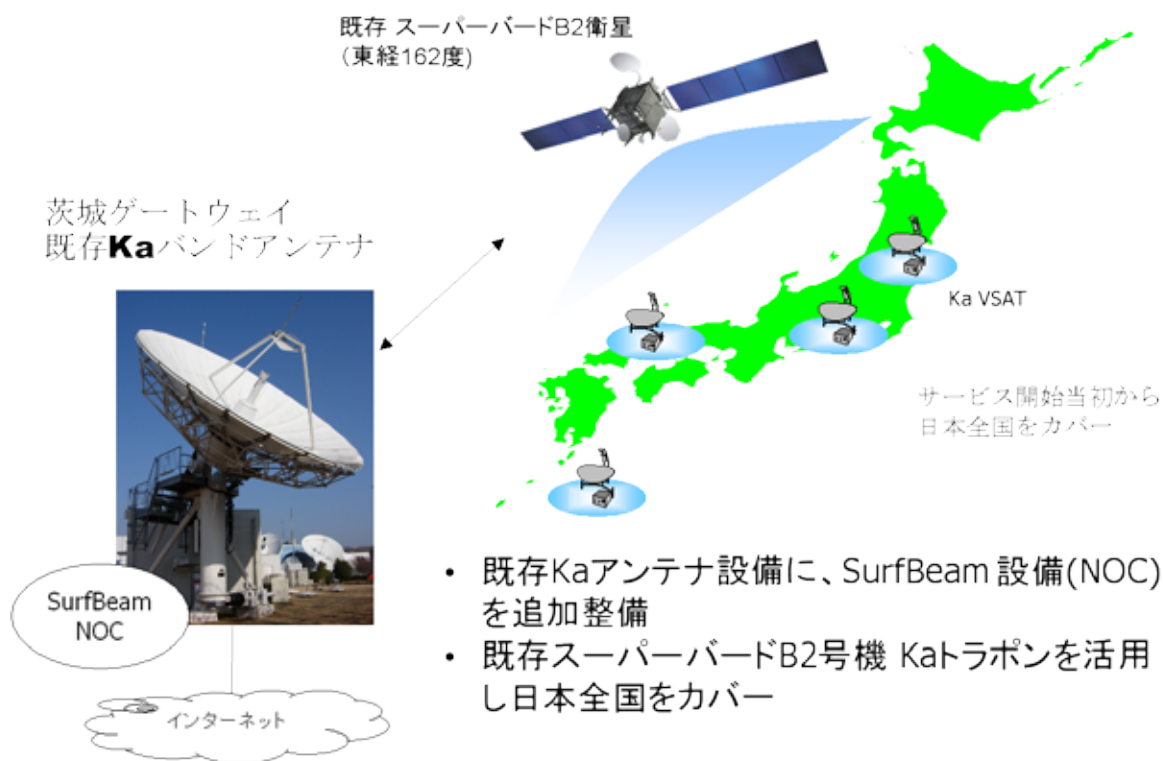 既存 スーパーバードB2衛星
(東経162度)
茨城ゲートウェイ
既存Kaバンドアンテナ
Ka VSAT
サービス開始当初から
日本全国をカバー
SurfBeam
NOC
インターネット
• 既存Kaアンテナ設備に、SurfBeam 設備(NOC)
を追加整備
• 既存スーパーバードB2号機 Kaトラポンを活用
し日本全国をカバー